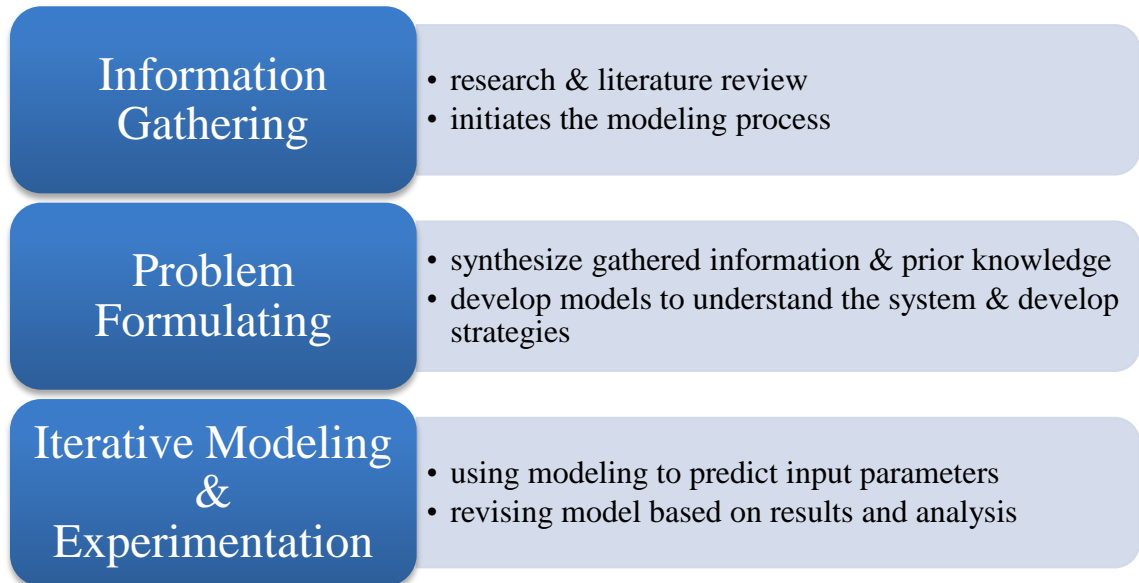 Information
Gathering
• research & literature review
• initiates the modeling process
Problem
Formulating
• synthesize gathered information & prior knowledge
• develop models to understand the system & develop
strategies
Iterative Modeling
&
Experimentation
• using modeling to predict input parameters
• revising model based on results and analysis